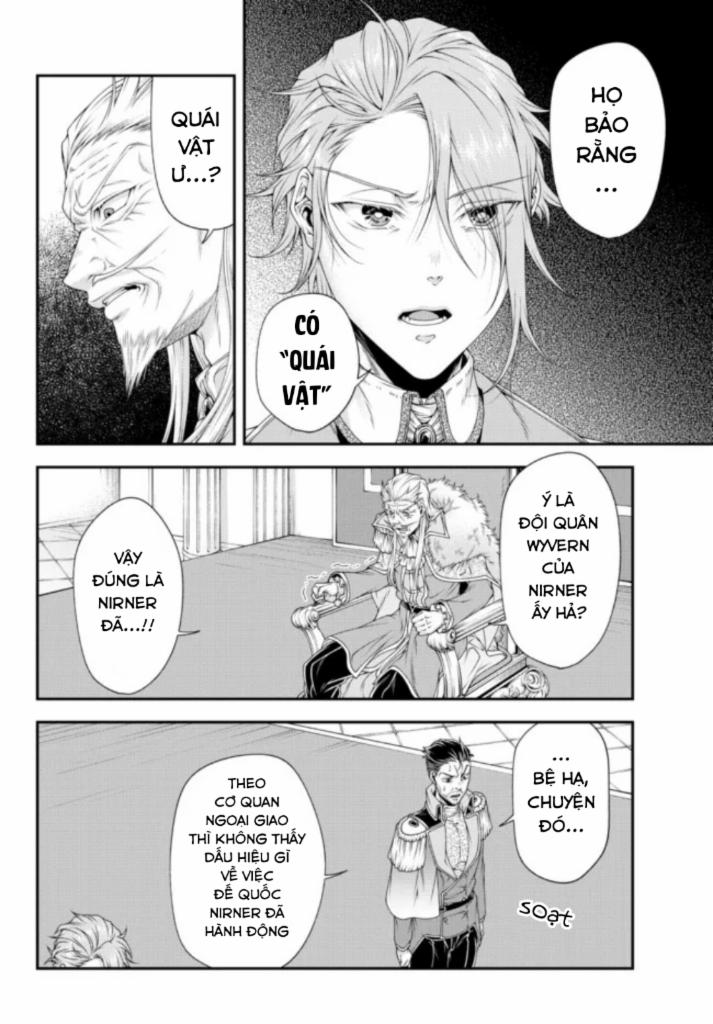 HỌ
BẢO
RẰNG
...
CÓ
"QUÁI
VẬT"
QUÁI
VẬT
Ư...?
Ý LÀ
ĐỘI QUÂN
WYVERN
CỦA
NIRNER
ẤY HẢ?
VẬY
ĐÚNG LÀ
NIRNER
ĐÃ...!!
...
BỆ HẠ,
CHUYỆN
ĐÓ...
soạt
THEO
CƠ QUAN
NGOẠI GIAO
THÌ KHÔNG THẤY
DẤU HIỆU GÌ
VỀ VIỆC
ĐẾ QUỐC
NIRNER ĐÃ
HÀNH ĐỘNG